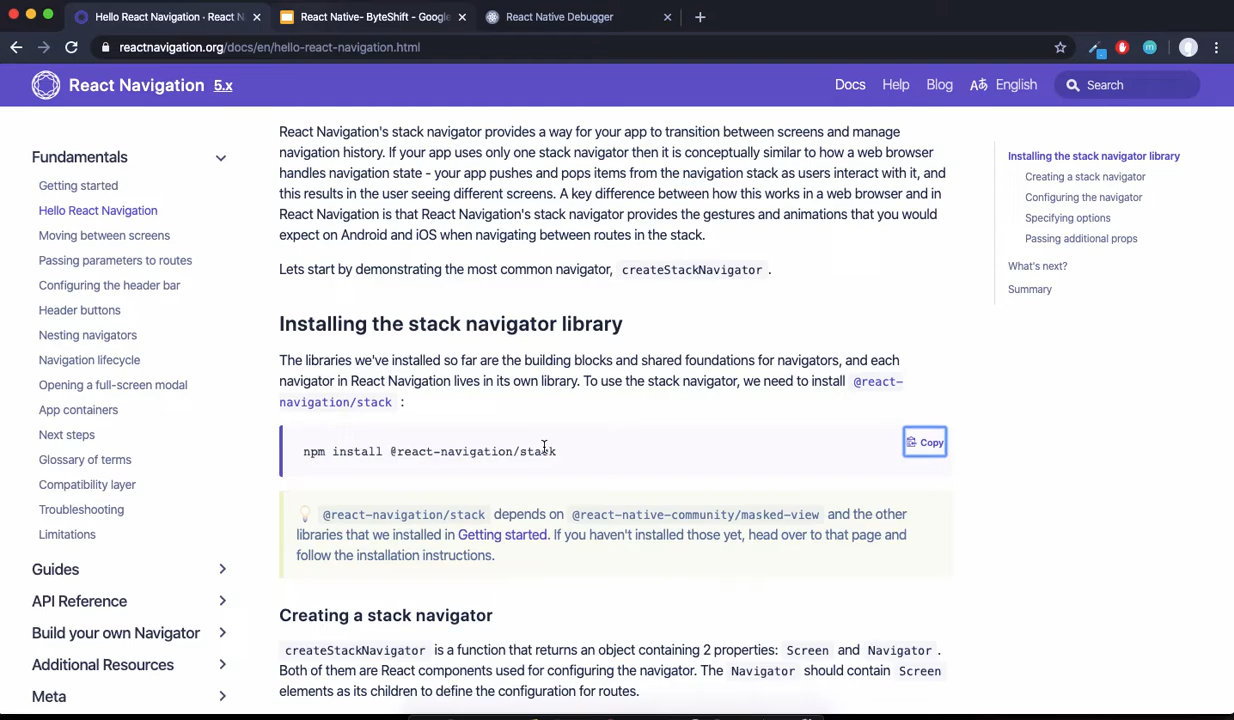 Hello React Navigation · React N
React Native- ByteShift - Google
React Native Debugger
reactnavigation.org/docs/en/hello-react-navigation.html
React Navigation 5.x
Docs
Help
Blog
English
Search
Fundamentals
Getting started
Hello React Navigation
Moving between screens
Passing parameters to routes
Configuring the header bar
Header buttons
Nesting navigators
Navigation lifecycle
Opening a full-screen modal
App containers
Next steps
Glossary of terms
Compatibility layer
Troubleshooting
Limitations
Guides
API Reference
Build your own Navigator
Additional Resources
Meta
React Navigation's stack navigator provides a way for your app to transition between screens and manage
navigation history. If your app uses only one stack navigator then it is conceptually similar to how a web browser
handles navigation state - your app pushes and pops items from the navigation stack as users interact with it, and
this results in the user seeing different screens. A key difference between how this works in a web browser and in
React Navigation is that React Navigation's stack navigator provides the gestures and animations that you would
expect on Android and iOS when navigating between routes in the stack.
Lets start by demonstrating the most common navigator, createStackNavigator .
Installing the stack navigator library
The libraries we've installed so far are the building blocks and shared foundations for navigators, and each
navigator in React Navigation lives in its own library. To use the stack navigator, we need to install @react-
navigation/stack :
npm install @react-navigation/stack
Copy
@react-navigation/stack depends on @react-native-community/masked-view and the other
libraries that we installed in Getting started. If you haven't installed those yet, head over to that page and
follow the installation instructions.
Creating a stack navigator
createStackNavigator is a function that returns an object containing 2 properties: Screen and Navigator .
Both of them are React components used for configuring the navigator. The Navigator should contain Screen
elements as its children to define the configuration for routes.
Installing the stack navigator library
Creating a stack navigator
Configuring the navigator
Specifying options
Passing additional props
What's next?
Summary